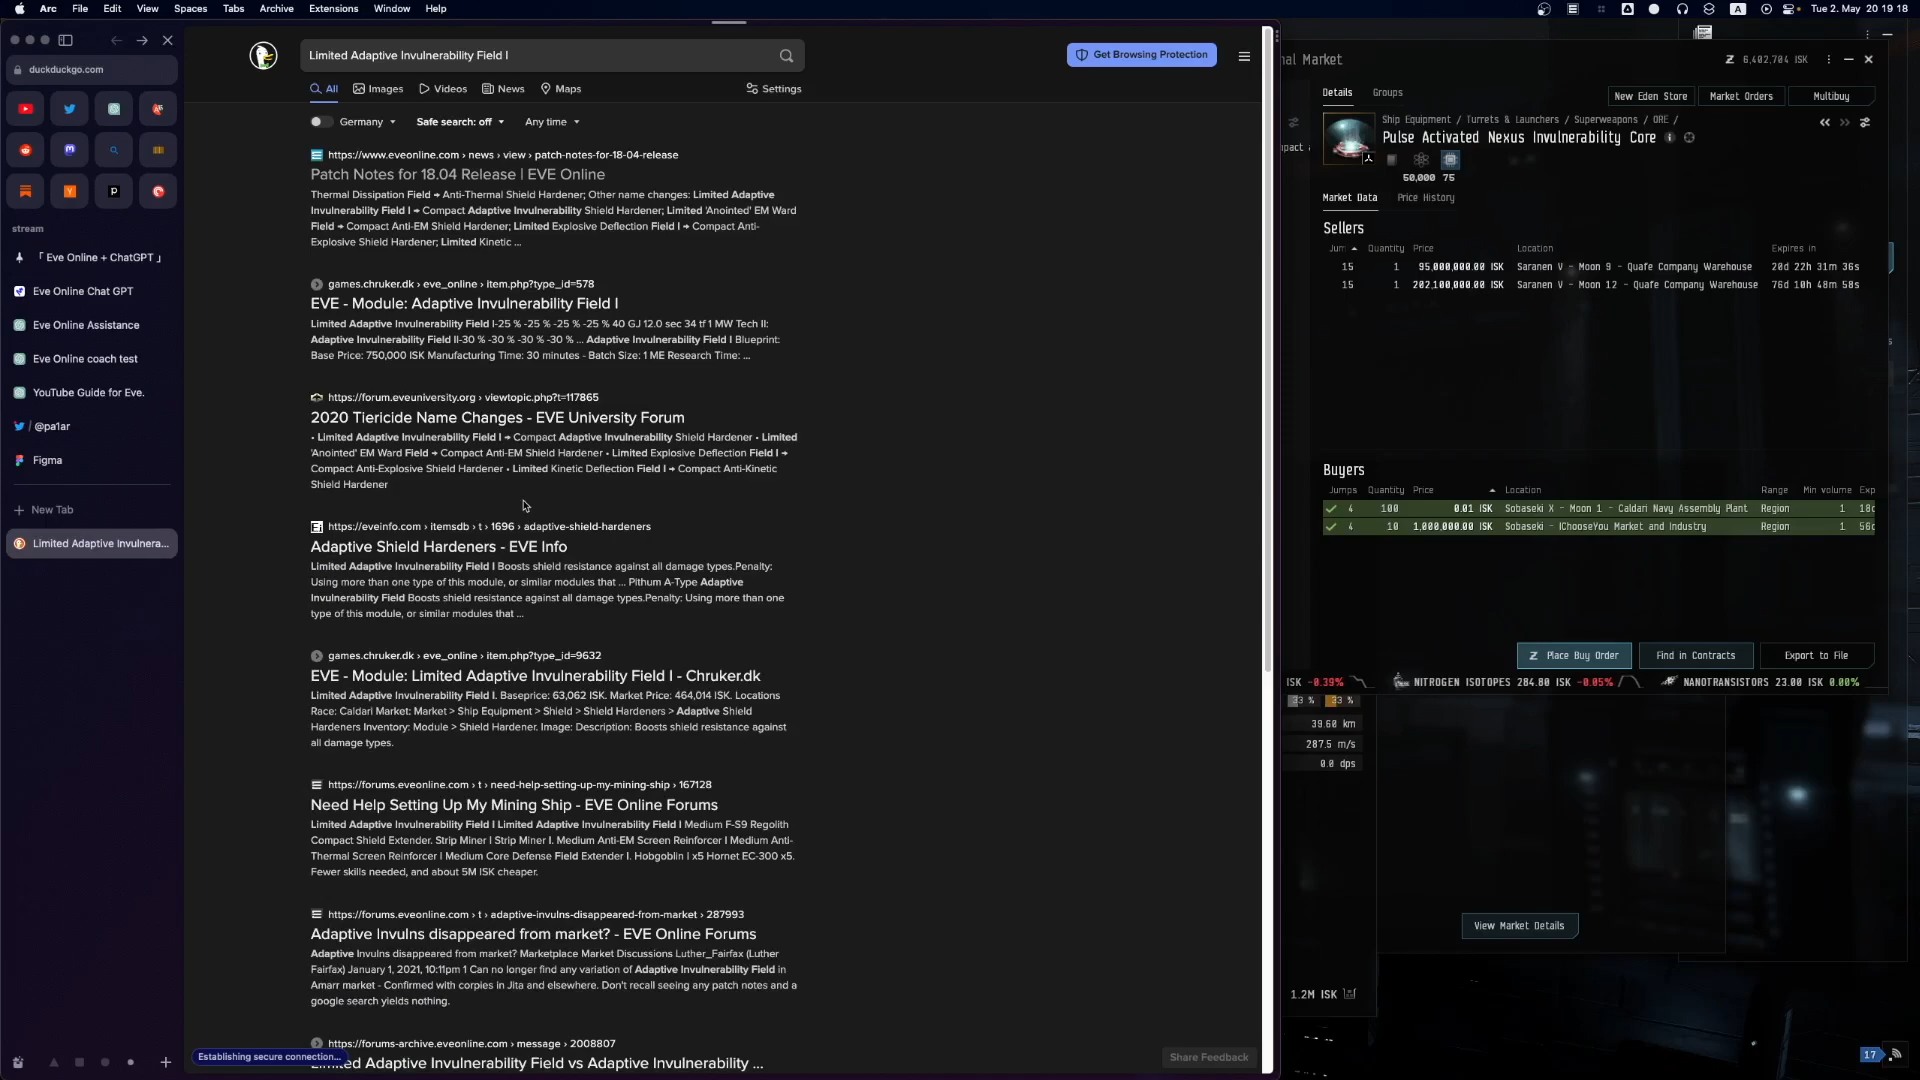 Arc File Edit View Spaces Tabs Archive Extensions Window Help
A Tue 2. May 20 19 18
duckduckgo.com
stream
「 Eve Online + ChatGPT 」
Eve Online Chat GPT
Eve Online Assistance
Eve Online coach test
YouTube Guide for Eve.
/ @pa1ar
Figma
New Tab
Limited Adaptive Invulnera...
Limited Adaptive Invulnerability Field I
Get Browsing Protection
All Images Videos News Maps Settings
Germany Safe search: off Any time
https://www.eveonline.com › news › view › patch-notes-for-18-04-release
Patch Notes for 18.04 Release | EVE Online
Thermal Dissipation Field → Anti-Thermal Shield Hardener; Other name changes: Limited Adaptive
Invulnerability Field I → Compact Adaptive Invulnerability Shield Hardener; Limited 'Anointed' EM Ward
Field → Compact Anti-EM Shield Hardener; Limited Explosive Deflection Field I → Compact Anti-
Explosive Shield Hardener; Limited Kinetic ...
games.chruker.dk › eve_online › item.php?type_id=578
EVE - Module: Adaptive Invulnerability Field I
Limited Adaptive Invulnerability Field I-25 % -25 % -25 % -25 % 40 GJ 12.0 sec 34 tf 1 MW Tech II:
Adaptive Invulnerability Field II-30 % -30 % -30 % -30 % ... Adaptive Invulnerability Field I Blueprint:
Base Price: 750,000 ISK Manufacturing Time: 30 minutes - Batch Size: 1 ME Research Time: ...
https://forum.eveuniversity.org › viewtopic.php?t=117865
2020 Tiericide Name Changes - EVE University Forum
• Limited Adaptive Invulnerability Field I → Compact Adaptive Invulnerability Shield Hardener • Limited
'Anointed' EM Ward Field → Compact Anti-EM Shield Hardener • Limited Explosive Deflection Field I →
Compact Anti-Explosive Shield Hardener • Limited Kinetic Deflection Field I → Compact Anti-Kinetic
Shield Hardener
https://eveinfo.com › itemsdb › t › 1696 › adaptive-shield-hardeners
Adaptive Shield Hardeners - EVE Info
Limited Adaptive Invulnerability Field I Boosts shield resistance against all damage types.Penalty:
Using more than one type of this module, or similar modules that ... Pithum A-Type Adaptive
Invulnerability Field Boosts shield resistance against all damage types.Penalty: Using more than one
type of this module, or similar modules that ...
games.chruker.dk › eve_online › item.php?type_id=9632
EVE - Module: Limited Adaptive Invulnerability Field I - Chruker.dk
Limited Adaptive Invulnerability Field I. Baseprice: 63,062 ISK. Market Price: 464,014 ISK. Locations
Race: Caldari Market: Market > Ship Equipment > Shield > Shield Hardeners > Adaptive Shield
Hardeners Inventory: Module > Shield Hardener. Image: Description: Boosts shield resistance against
all damage types.
https://forums.eveonline.com › t › need-help-setting-up-my-mining-ship › 167128
Need Help Setting Up My Mining Ship - EVE Online Forums
Limited Adaptive Invulnerability Field I Limited Adaptive Invulnerability Field I Medium F-S9 Regolith
Compact Shield Extender. Strip Miner I Strip Miner I. Medium Anti-EM Screen Reinforcer I Medium Anti-
Thermal Screen Reinforcer I Medium Core Defense Field Extender I. Hobgoblin I x5 Hornet EC-300 x5.
Fewer skills needed, and about 5M ISK cheaper.
https://forums.eveonline.com › t › adaptive-invulns-disappeared-from-market › 287993
Adaptive Invulns disappeared from market? - EVE Online Forums
Adaptive Invulns disappeared from market? Marketplace Market Discussions Luther_Fairfax (Luther
Fairfax) January 1, 2021, 10:11pm 1 Can no longer find any variation of Adaptive Invulnerability Field in
Amarr market - Confirmed with corpies in Jita and elsewhere. Don't recall seeing any patch notes and a
google search yields nothing.
https://forums-archive.eveonline.com › message › 2008807
Limited Adaptive Invulnerability Field vs Adaptive Invulnerability ...
Establishing secure connection...
Share Feedback
nal Market
6,402,704 ISK
Details Groups
New Eden Store Market Orders Multibuy
Ship Equipment / Turrets & Launchers / Superweapons / ORE /
Pulse Activated Nexus Invulnerability Core
50,000 75
Market Data Price History
Sellers
Jum Quantity Price Location Expires in
15 1 95,000,000.00 ISK Saranen V - Moon 9 - Quafe Company Warehouse 20d 22h 31m 36s
15 1 202,100,000.00 ISK Saranen V - Moon 12 - Quafe Company Warehouse 76d 10h 48m 58s
Buyers
Jumps Quantity Price Location Range Min volume Exp
4 100 0.01 ISK Sobaseki X - Moon 1 - Caldari Navy Assembly Plant Region 1 18d
4 10 1,000,000.00 ISK Sobaseki - IChooseYou Market and Industry Region 1 56d
Place Buy Order Find in Contracts Export to File
ISK -0.39% NITROGEN ISOTOPES 284.80 ISK -0.05% NANOTRANSISTORS 23.00 ISK 0.00%
33 % 33 %
39.60 km
287.5 m/s
0.0 dps
View Market Details
1.2M ISK
17